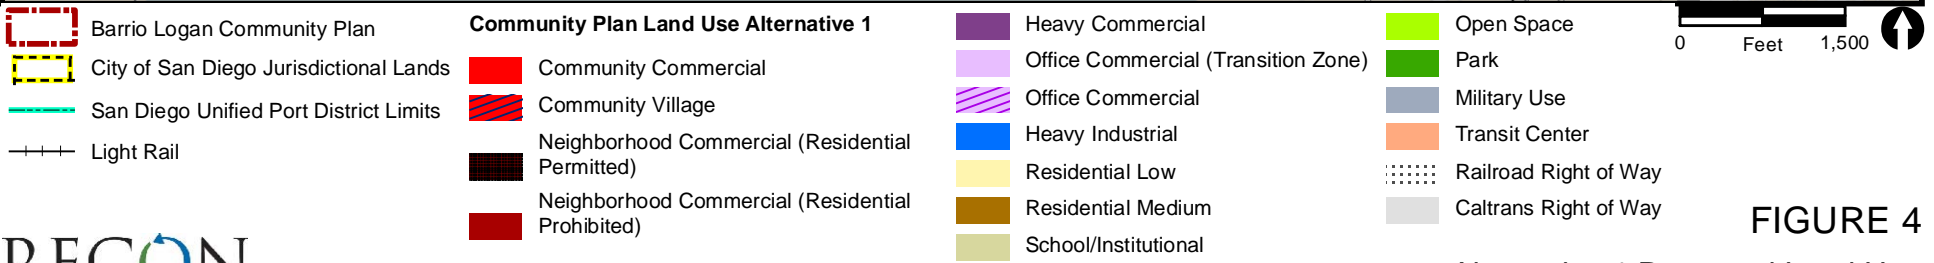 Barrio Logan Community Plan
City of San Diego Jurisdictional Lands
San Diego Unified Port District Limits
Light Rail
Community Plan Land Use Alternative 1
Community Commercial
Community Village
Neighborhood Commercial (Residential
Permitted)
Neighborhood Commercial (Residential
Prohibited)
Heavy Commercial
Office Commercial (Transition Zone)
Office Commercial
Heavy Industrial
Residential Low
Residential Medium
School/Institutional
Open Space
Park
Military Use
Transit Center
Railroad Right of Way
Caltrans Right of Way
0 Feet 1,500
FIGURE 4
RECON